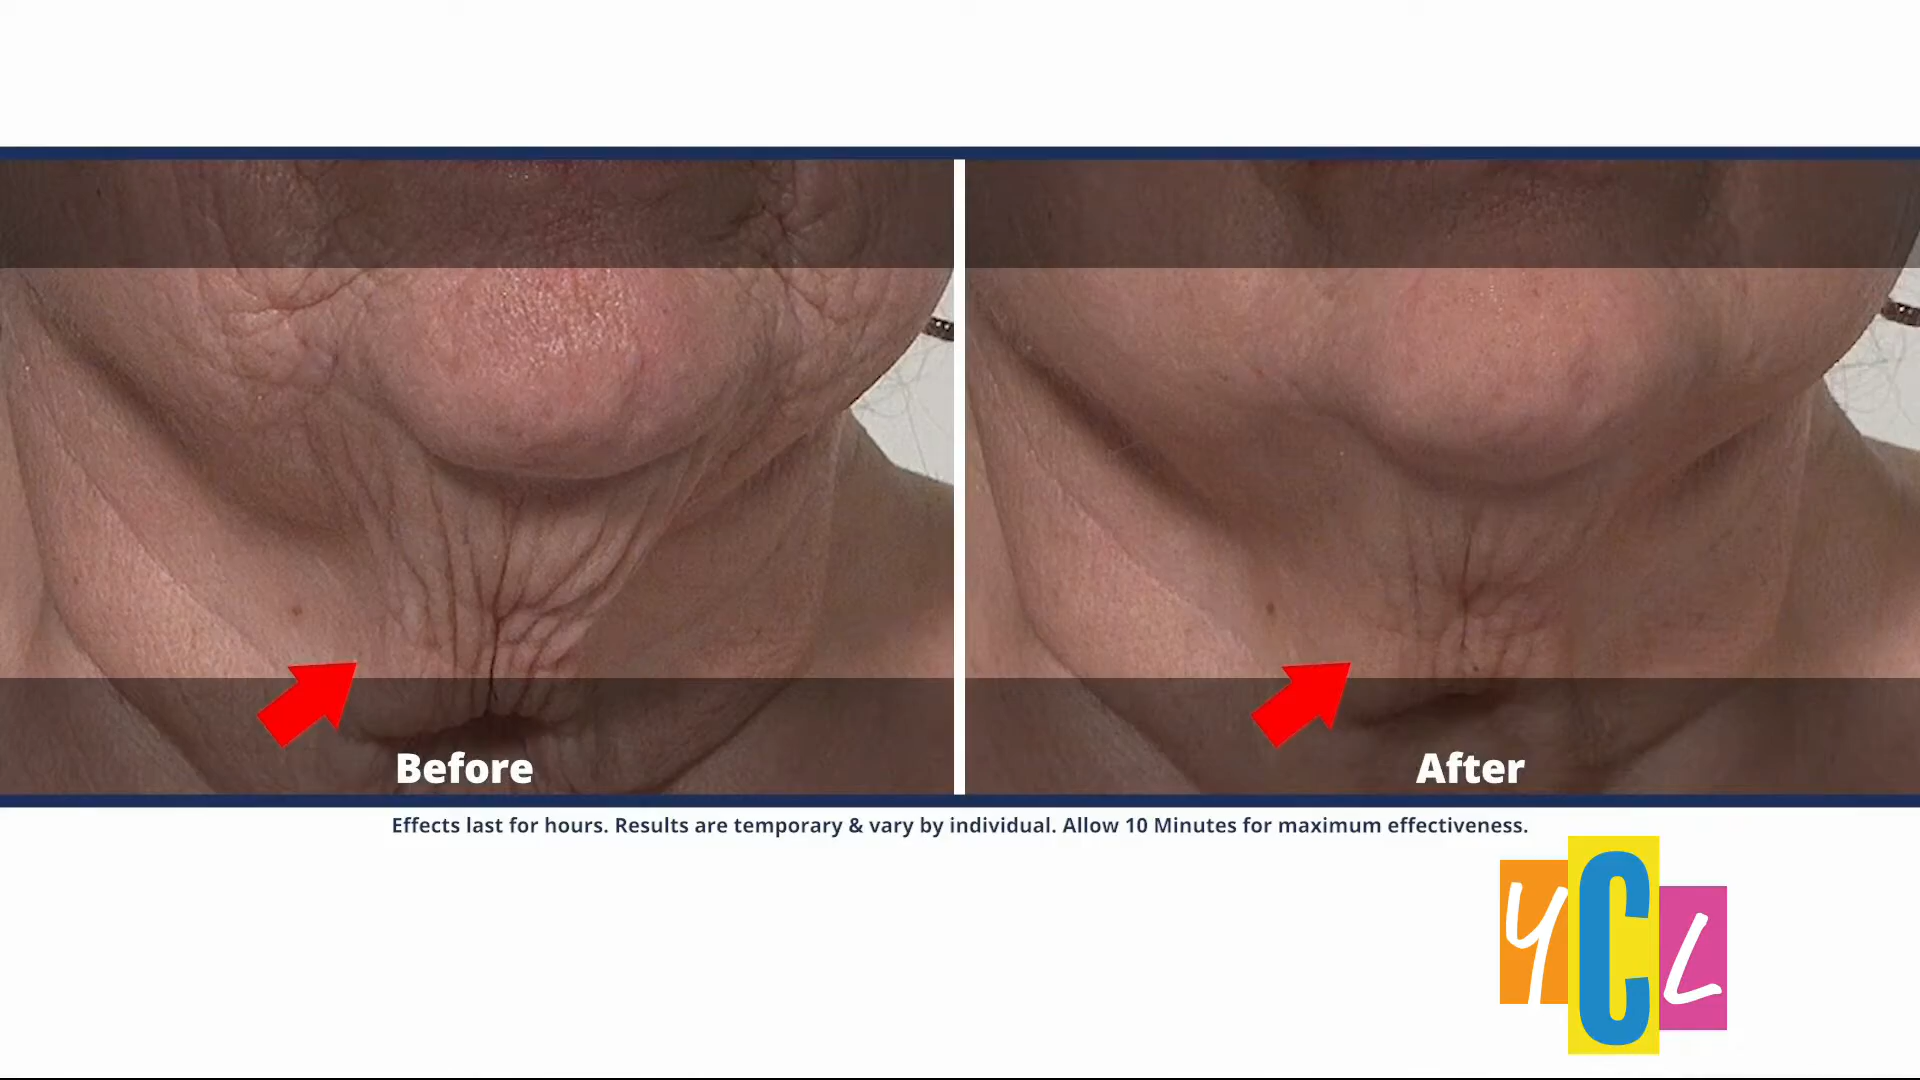 Before
After
Effects last for hours. Results are temporary & vary by individual. Allow 10 Minutes for maximum effectiveness.
YCL